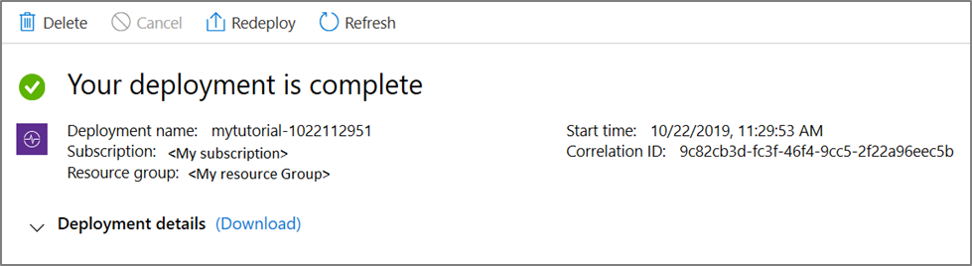 Delete Cancel Redeploy Refresh
Your deployment is complete
Deployment name: mytutorial-1022112951
Start time: 10/22/2019, 11:29:53 AM
Subscription: <My subscription>
Correlation ID: 9c82cb3d-fc3f-46f4-9cc5-2f22a96eec5b
Resource group: <My resource Group>
Deployment details (Download)